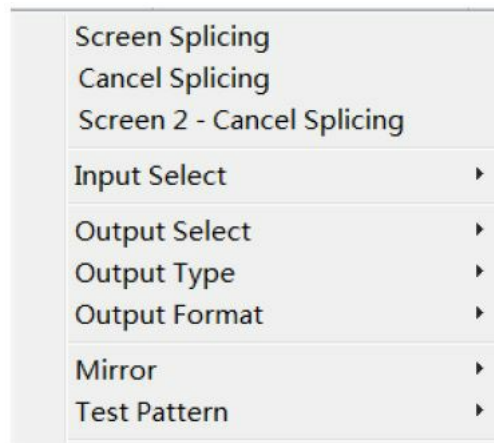 Screen Splicing
Cancel Splicing
Screen 2 - Cancel Splicing
Input Select
Output Select
Output Type
Output Format
Mirror
Test Pattern